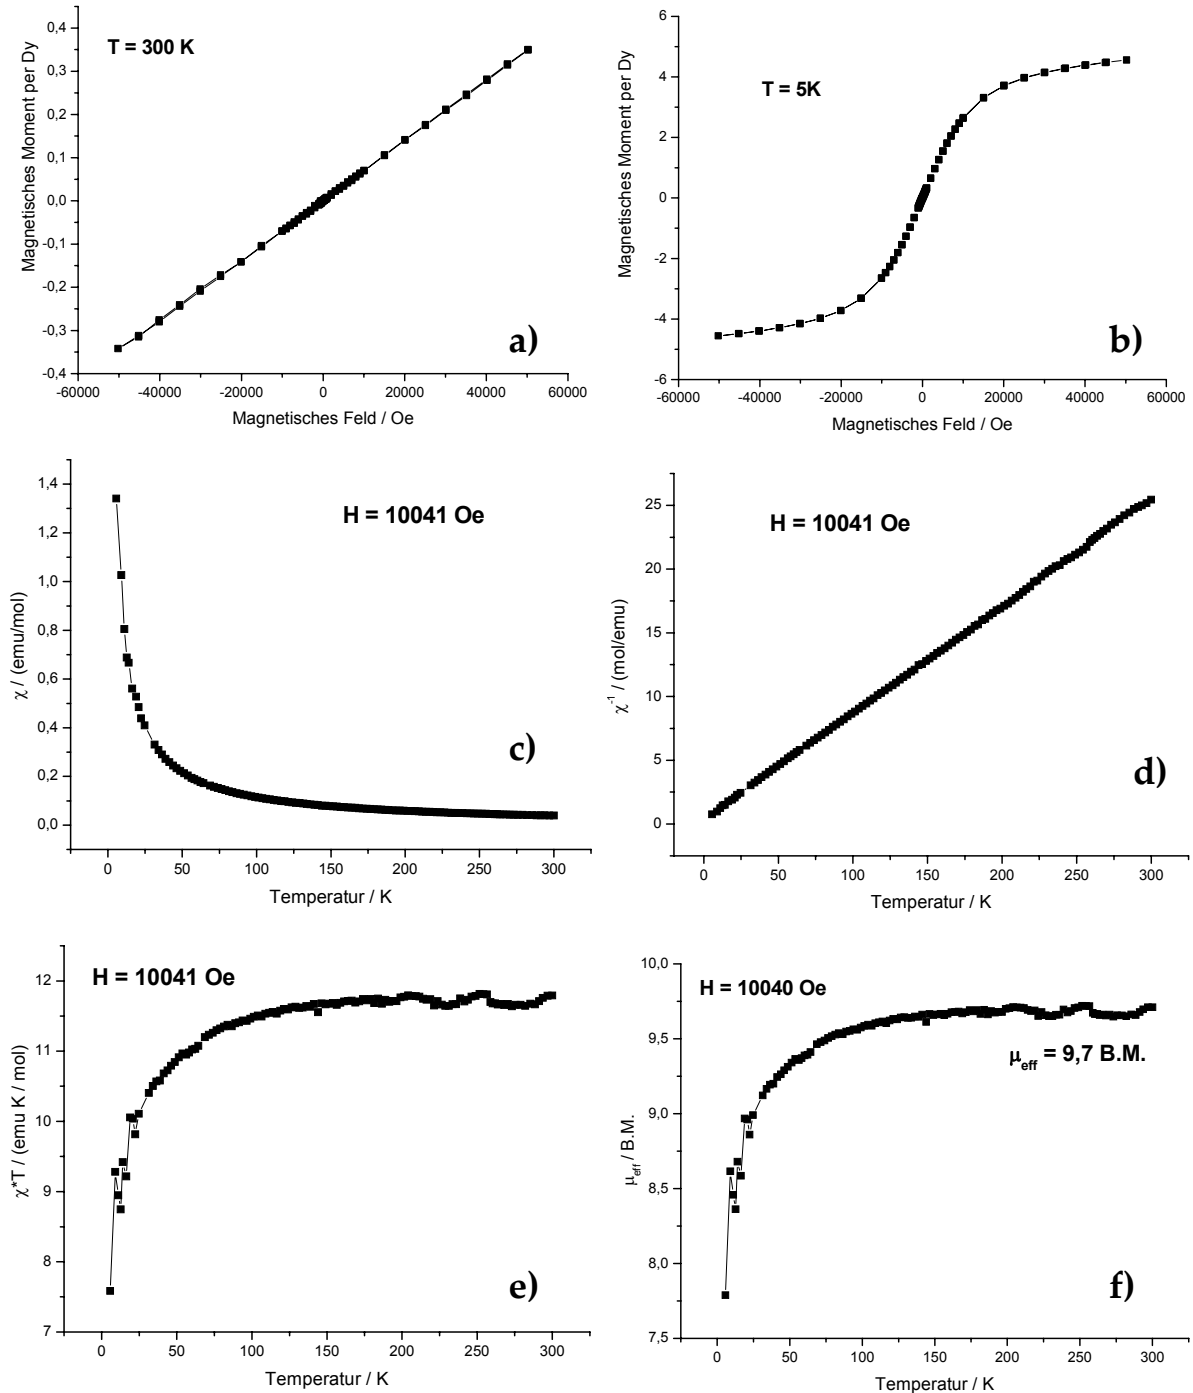 T = 300 K
Magnetisches Moment per Dy
0,4
0,3
0,2
0,1
0,0
-0,1
-0,2
-0,3
-0,4
-60000 -40000 -20000 0 20000 40000 60000
Magnetisches Feld / Oe
a)
T = 5K
Magnetisches Moment per Dy
6
4
2
0
-2
-4
-6
-60000 -40000 -20000 0 20000 40000 60000
Magnetisches Feld / Oe
b)
H = 10041 Oe
χ / (emu/mol)
1,4
1,2
1,0
0,8
0,6
0,4
0,2
0,0
0 50 100 150 200 250 300
Temperatur / K
c)
H = 10041 Oe
χ⁻¹ / (mol/emu)
25
20
15
10
5
0
0 50 100 150 200 250 300
Temperatur / K
d)
H = 10041 Oe
χ*T / (emu K / mol)
12
11
10
9
8
7
0 50 100 150 200 250 300
Temperatur / K
e)
H = 10040 Oe
μeff = 9,7 B.M.
μeff / B.M.
10,0
9,5
9,0
8,5
8,0
7,5
0 50 100 150 200 250 300
Temperatur / K
f)